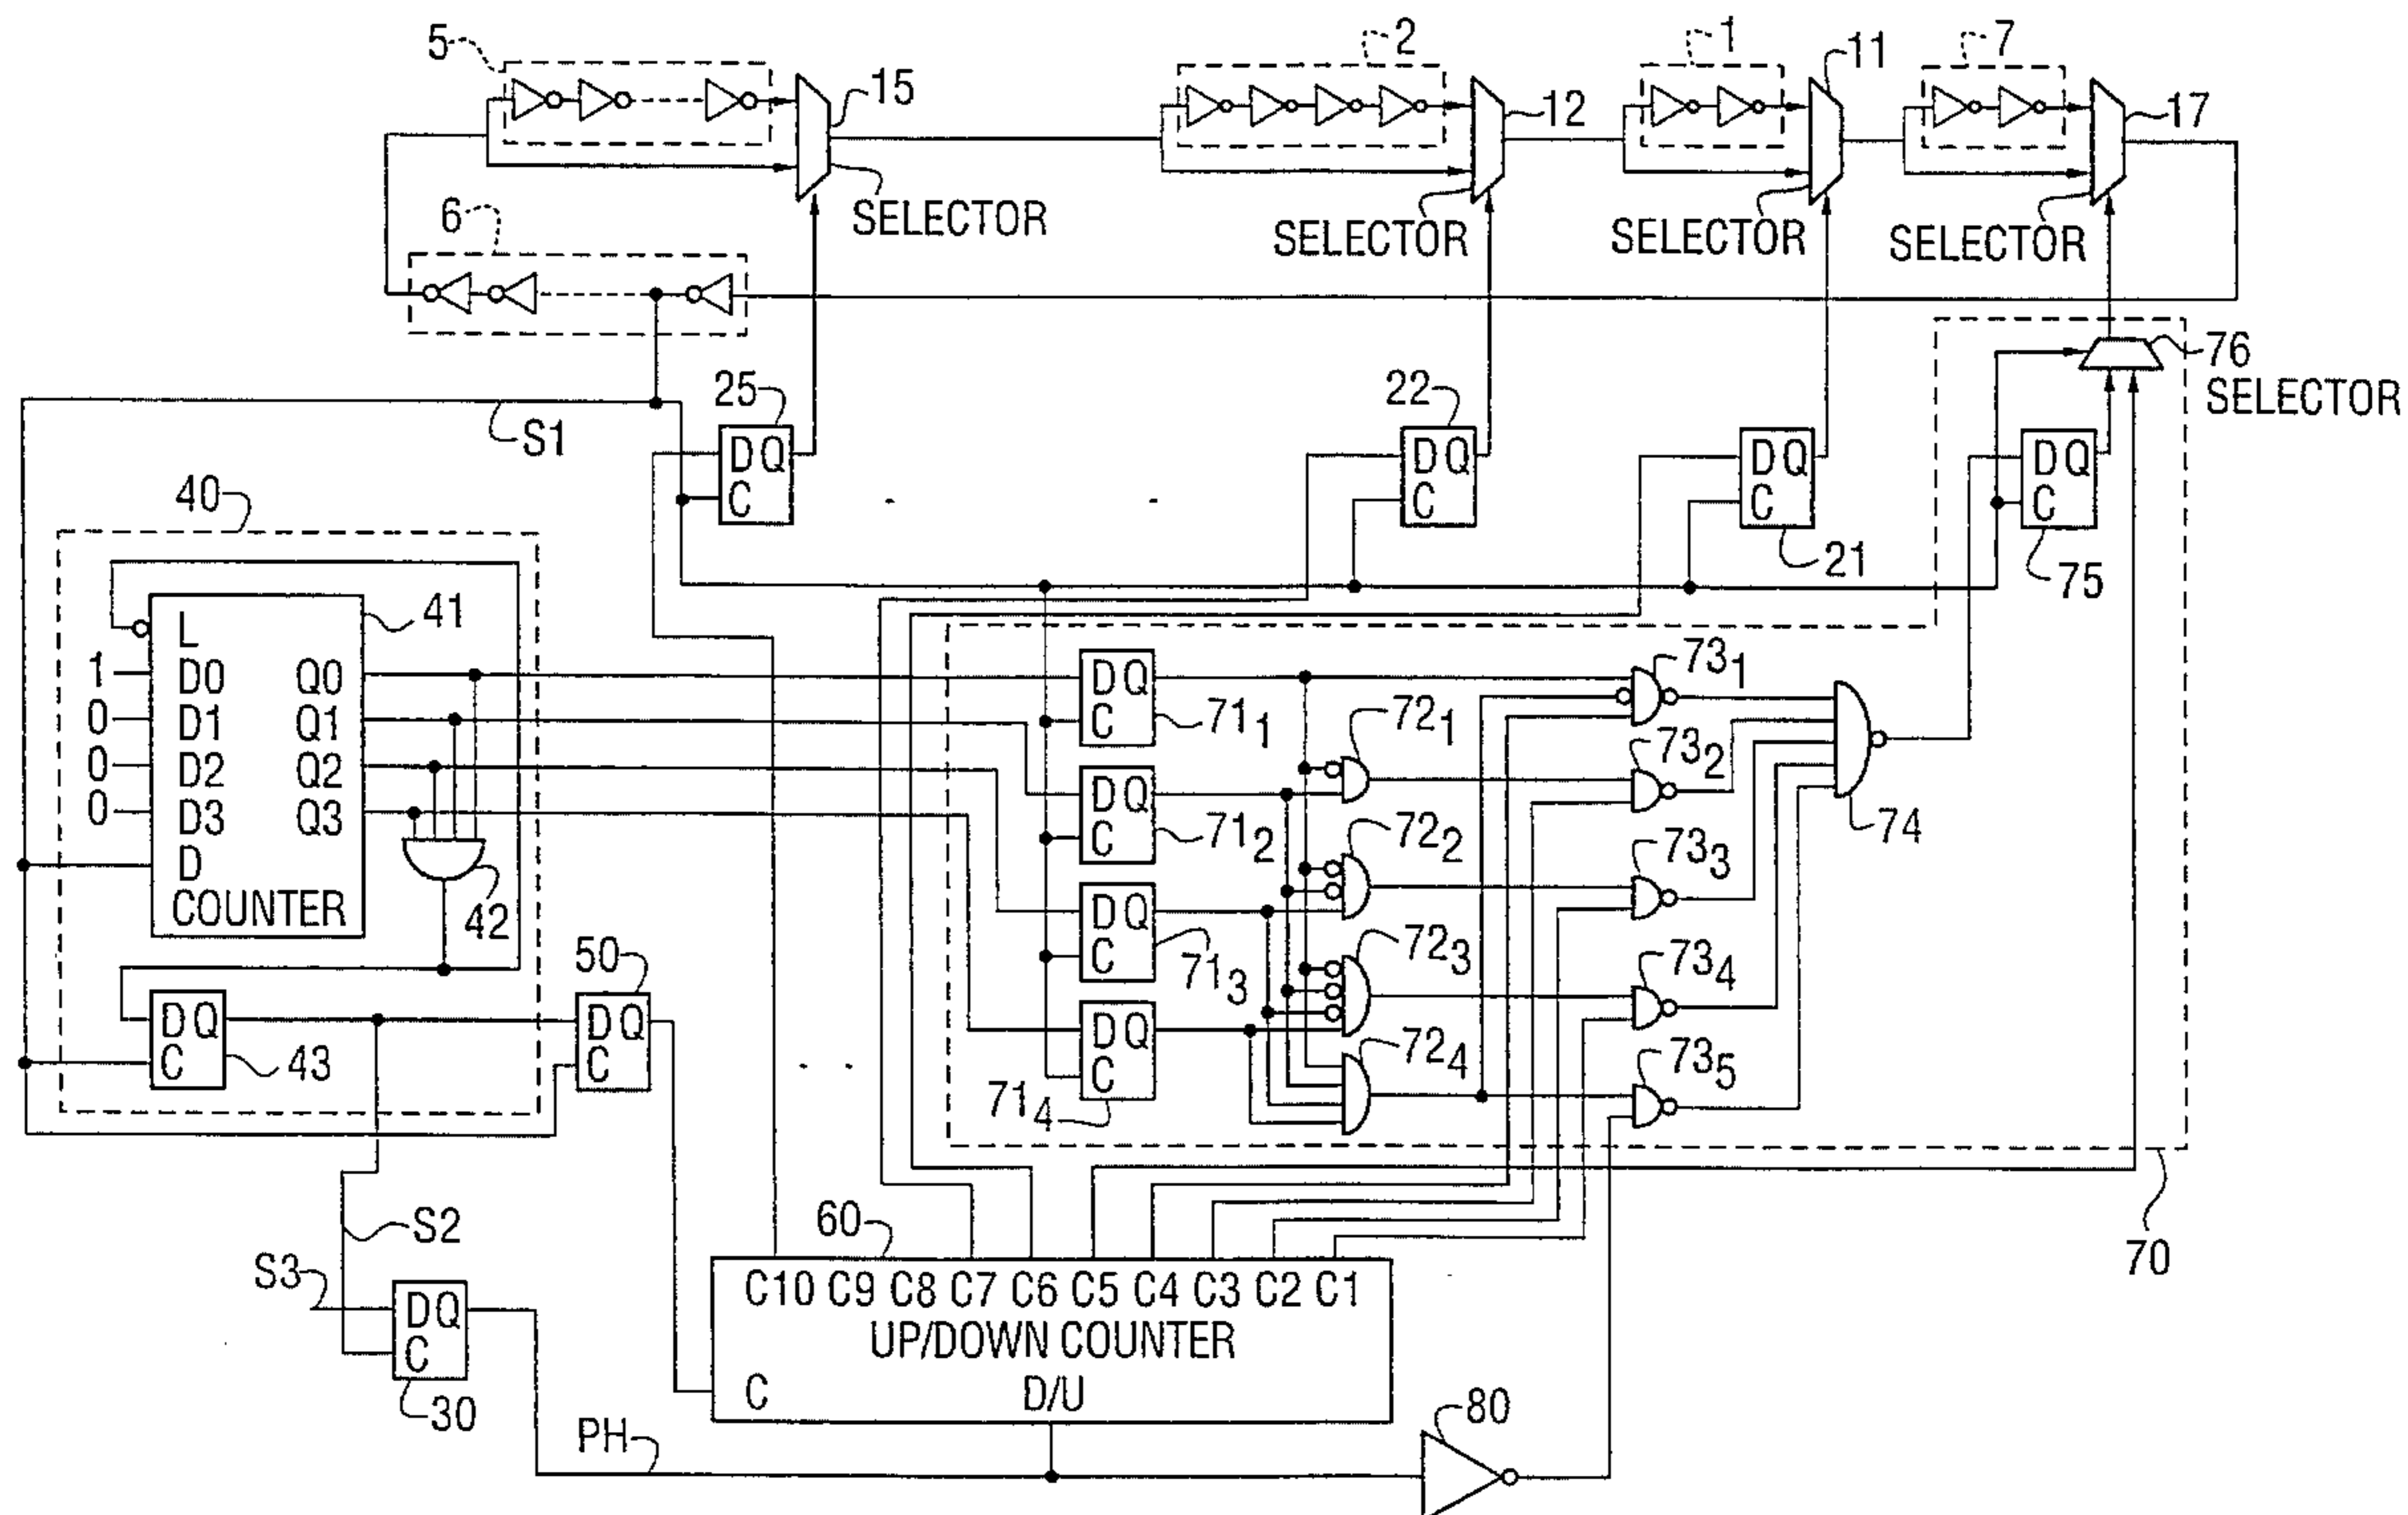 5
2
1
11
7
15
12
17
SELECTOR
SELECTOR
SELECTOR
SELECTOR
6
76
SELECTOR
S1
25
DQ
C
22
DQ
C
DQ
C
21
DQ
C
75
40
41
L
1 D0 Q0
0 D1 Q1
0 D2 Q2
0 D3 Q3
D
COUNTER
42
DQ
C
43
50
DQ
C
DQ
C
71₁
DQ
C
71₂
DQ
C
71₃
DQ
C
71₄
72₁
72₂
72₃
72₄
73₁
73₂
73₃
73₄
73₅
74
70
S2
S3
DQ
C
30
60
C10 C9 C8 C7 C6 C5 C4 C3 C2 C1
UP/DOWN COUNTER
C D/U
PH
80